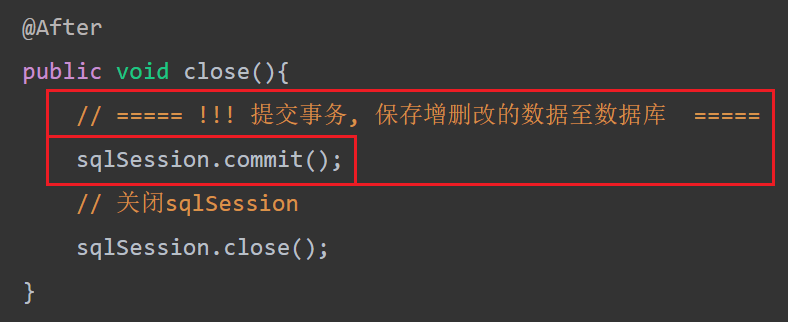 @After
public void close(){
// ===== !!! 提交事务, 保存增删改的数据至数据库  =====
sqlSession.commit();
// 关闭sqlSession
sqlSession.close();
}